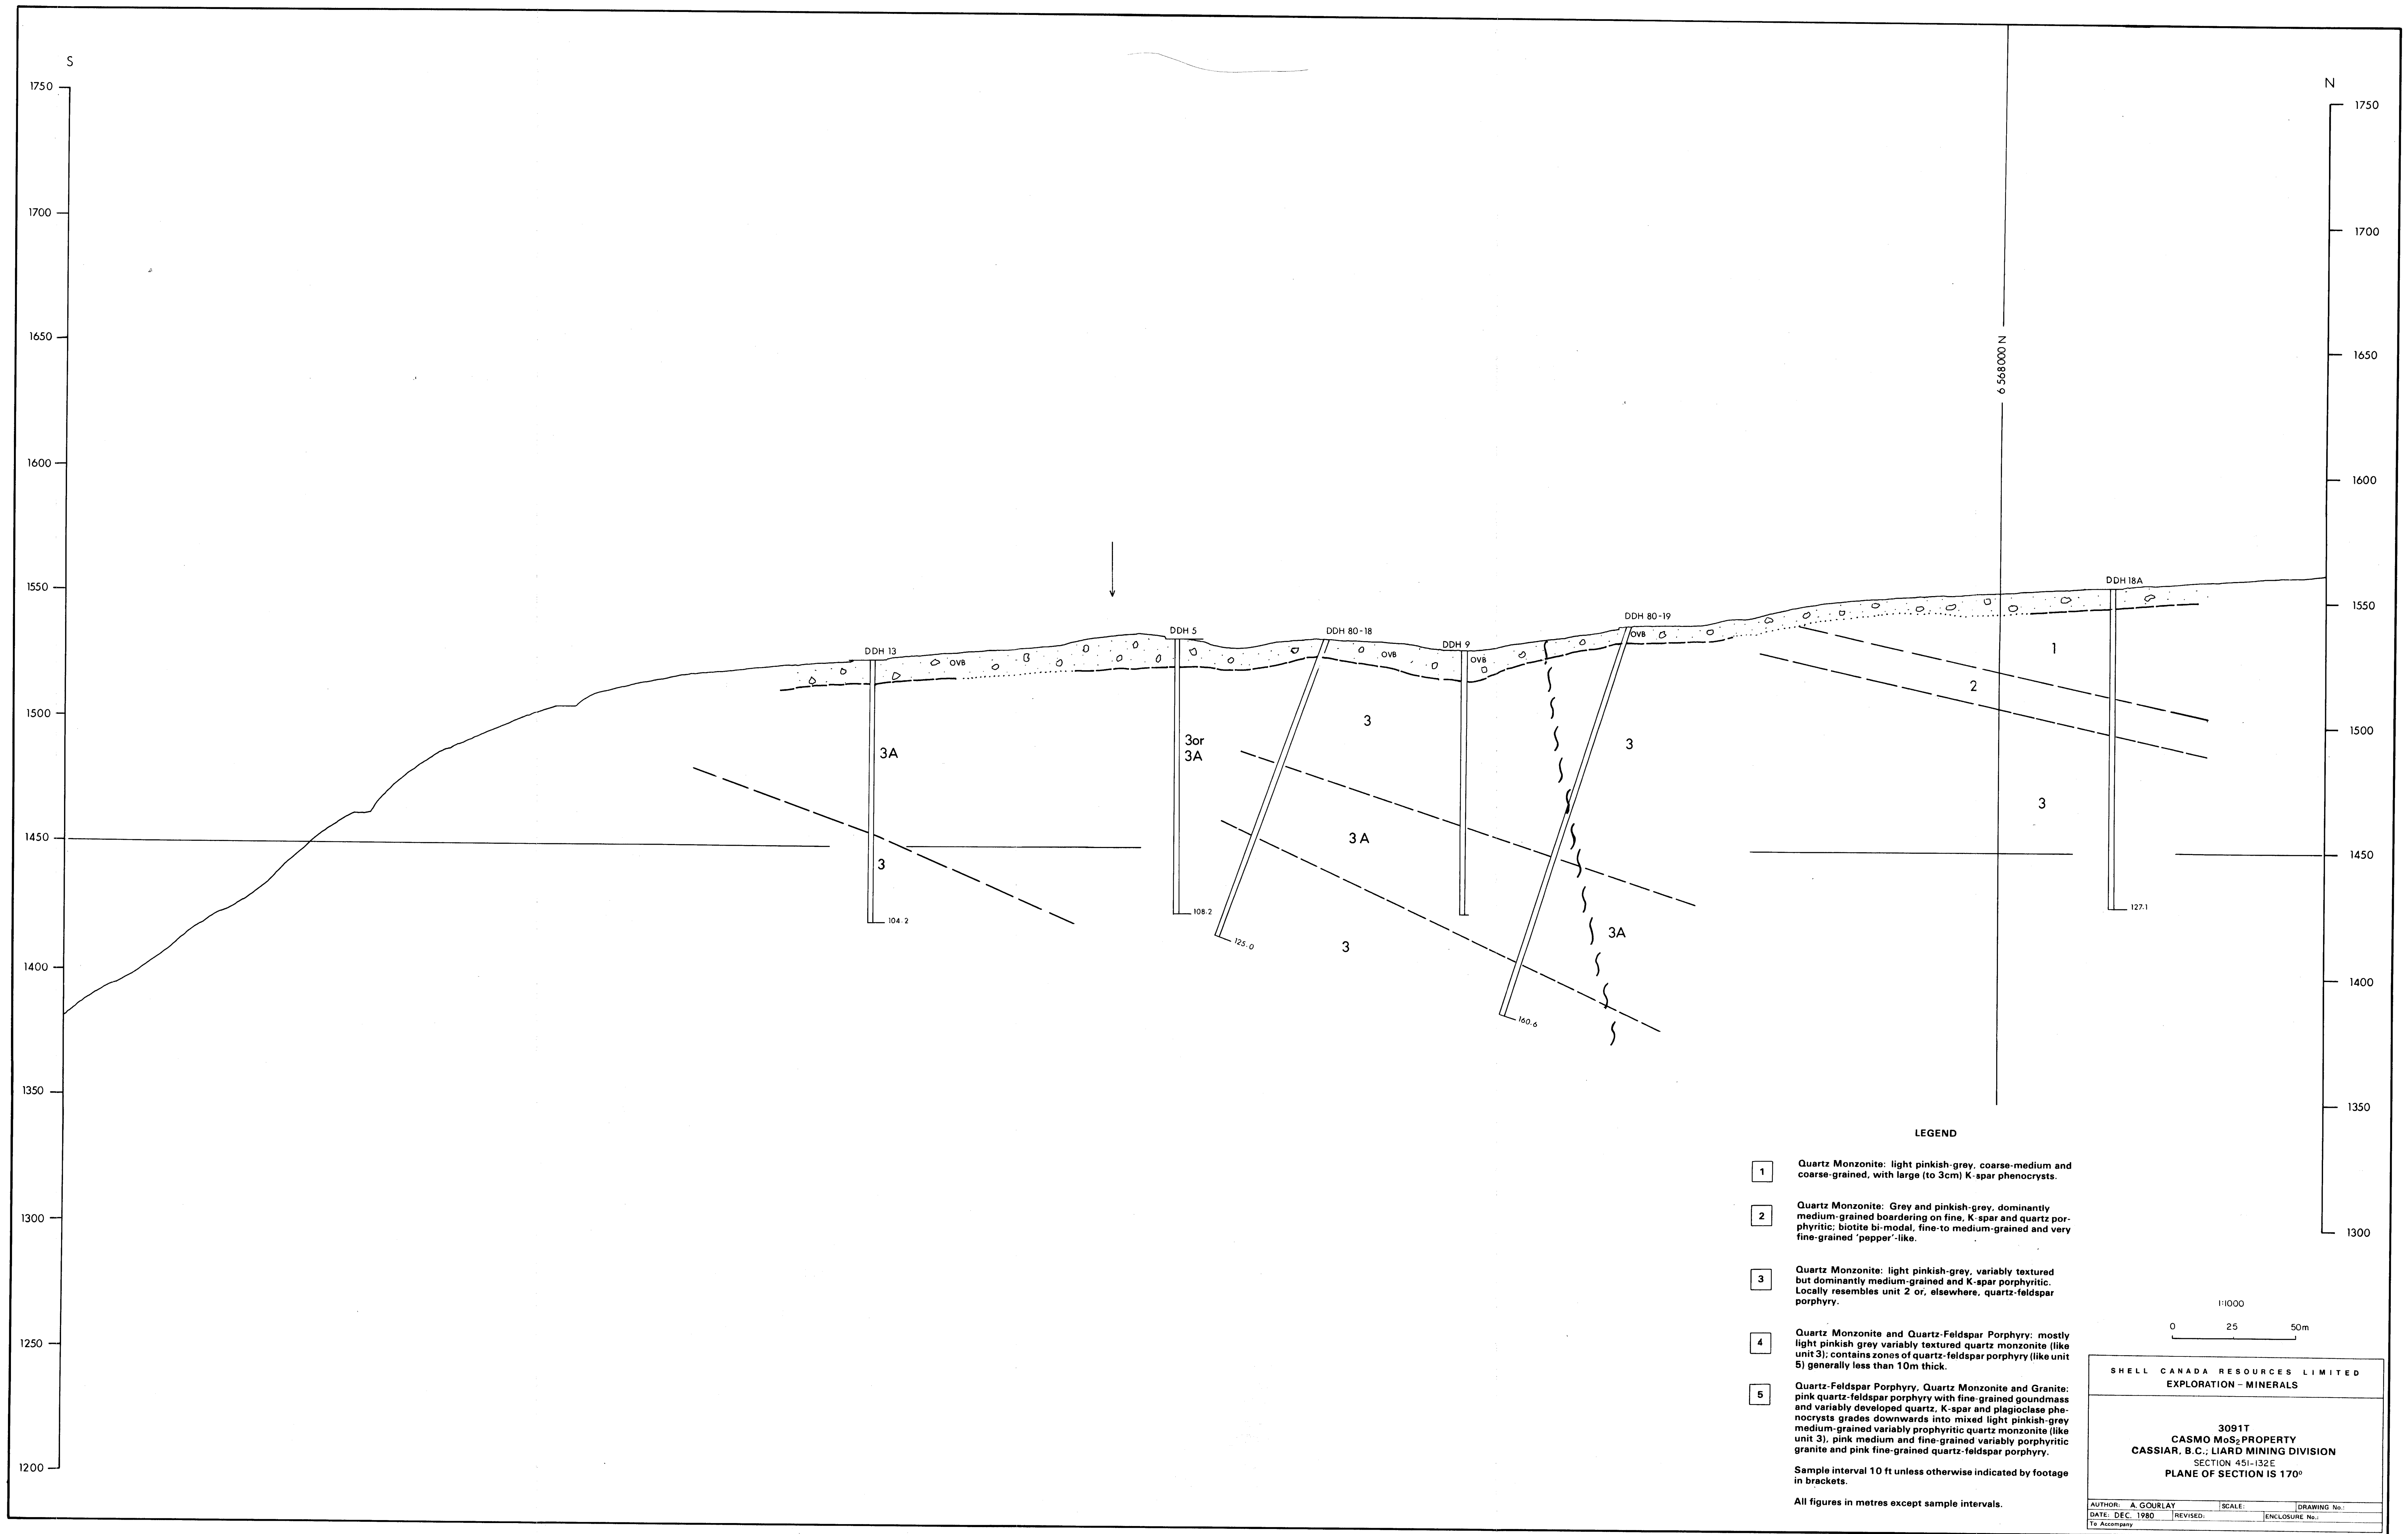 S
N
1750
1700
1650
1600
1550
1500
1450
1400
1350
1300
1250
1200
1750
1700
1650
1600
1550
1500
1450
1400
1350
1300
6 568000 N
DDH 13
OVB
DDH 5
DDH 80-18
OVB
DDH 9
OVB
DDH 80-19
OVB
DDH 18A
3A
3
104.2
3or
3A
108.2
3
3A
3
125.0
3
3A
160.6
1
2
3
127.1
LEGEND
1
Quartz Monzonite: light pinkish-grey, coarse-medium and
coarse-grained, with large (to 3cm) K-spar phenocrysts.
2
Quartz Monzonite: Grey and pinkish-grey, dominantly
medium-grained boardering on fine, K-spar and quartz por-
phyritic; biotite bi-modal, fine-to medium-grained and very
fine-grained 'pepper'-like.
3
Quartz Monzonite: light pinkish-grey, variably textured
but dominantly medium-grained and K-spar porphyritic.
Locally resembles unit 2 or, elsewhere, quartz-feldspar
porphyry.
4
Quartz Monzonite and Quartz-Feldspar Porphyry: mostly
light pinkish grey variably textured quartz monzonite (like
unit 3); contains zones of quartz-feldspar porphyry (like unit
5) generally less than 10m thick.
5
Quartz-Feldspar Porphyry, Quartz Monzonite and Granite:
pink quartz-feldspar porphyry with fine-grained goundmass
and variably developed quartz, K-spar and plagioclase phe-
nocrysts grades downwards into mixed light pinkish-grey
medium-grained variably prophyritic quartz monzonite (like
unit 3), pink medium and fine-grained variably porphyritic
granite and pink fine-grained quartz-feldspar porphyry.
Sample interval 10 ft unless otherwise indicated by footage
in brackets.
All figures in metres except sample intervals.
1:1000
0 25 50m
SHELL CANADA RESOURCES LIMITED
EXPLORATION - MINERALS
3091T
CASMO MoS₂ PROPERTY
CASSIAR, B.C.; LIARD MINING DIVISION
SECTION 451-132E
PLANE OF SECTION IS 170°
AUTHOR: A. GOURLAY SCALE: DRAWING No.:
DATE: DEC. 1980 REVISED: ENCLOSURE No.:
To Accompany